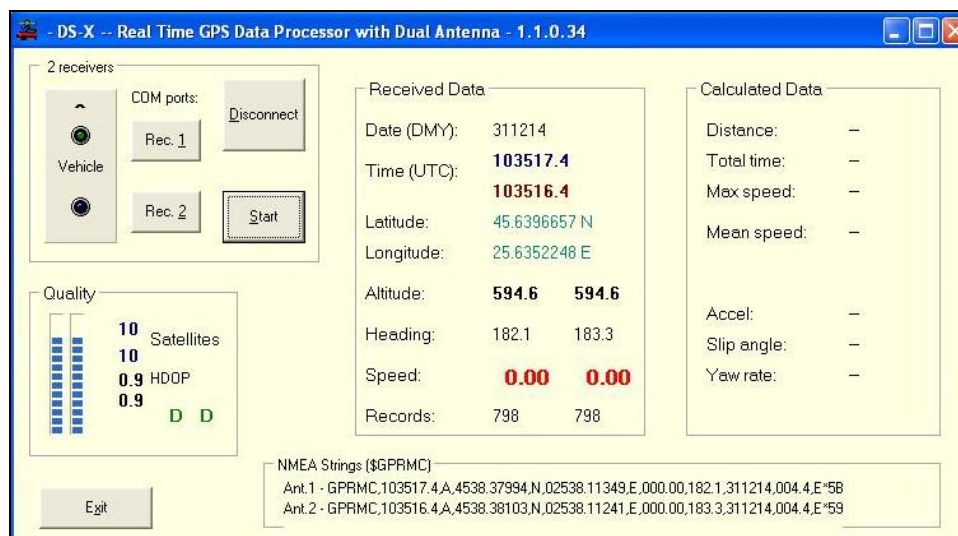 - DS-X -- Real Time GPS Data Processor with Dual Antenna - 1.1.0.34
2 receivers
COM ports:
Vehicle
Rec. 1
Rec. 2
Disconnect
Start
Quality
10 Satellites
10
0.9 HDOP
0.9
D D
Exit
Received Data
Date (DMY): 311214
Time (UTC): 103517.4
103516.4
Latitude: 45.6396657 N
Longitude: 25.6352248 E
Altitude: 594.6 594.6
Heading: 182.1 183.3
Speed: 0.00 0.00
Records: 798 798
Calculated Data
Distance: –
Total time: –
Max speed: –
Mean speed: –
Accel: –
Slip angle: –
Yaw rate: –
NMEA Strings ($GPRMC)
Ant.1 - GPRMC,103517.4,A,4538.37994,N,02538.11349,E,000.00,182.1,311214,004.4,E*5B
Ant.2 - GPRMC,103516.4,A,4538.38103,N,02538.11241,E,000.00,183.3,311214,004.4,E*59